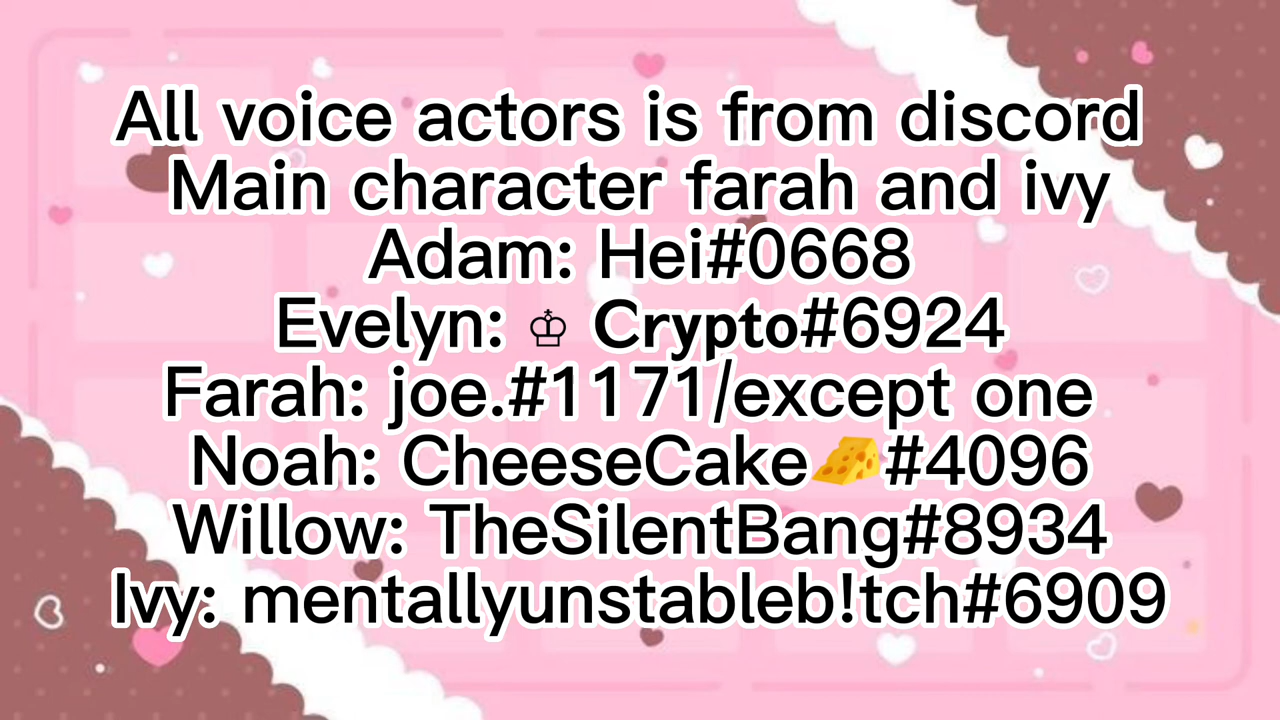 All voice actors is from discord
Main character farah and ivy
Adam: Hei#0668
Evelyn: ♔ 𝗖𝗿𝘆𝗽𝘁𝗼#6924
Farah: joe.#1171/except one
Noah: CheeseCake🧀#4096
Willow: TheSilentBang#8934
Ivy: mentallyunstableb!tch#6909